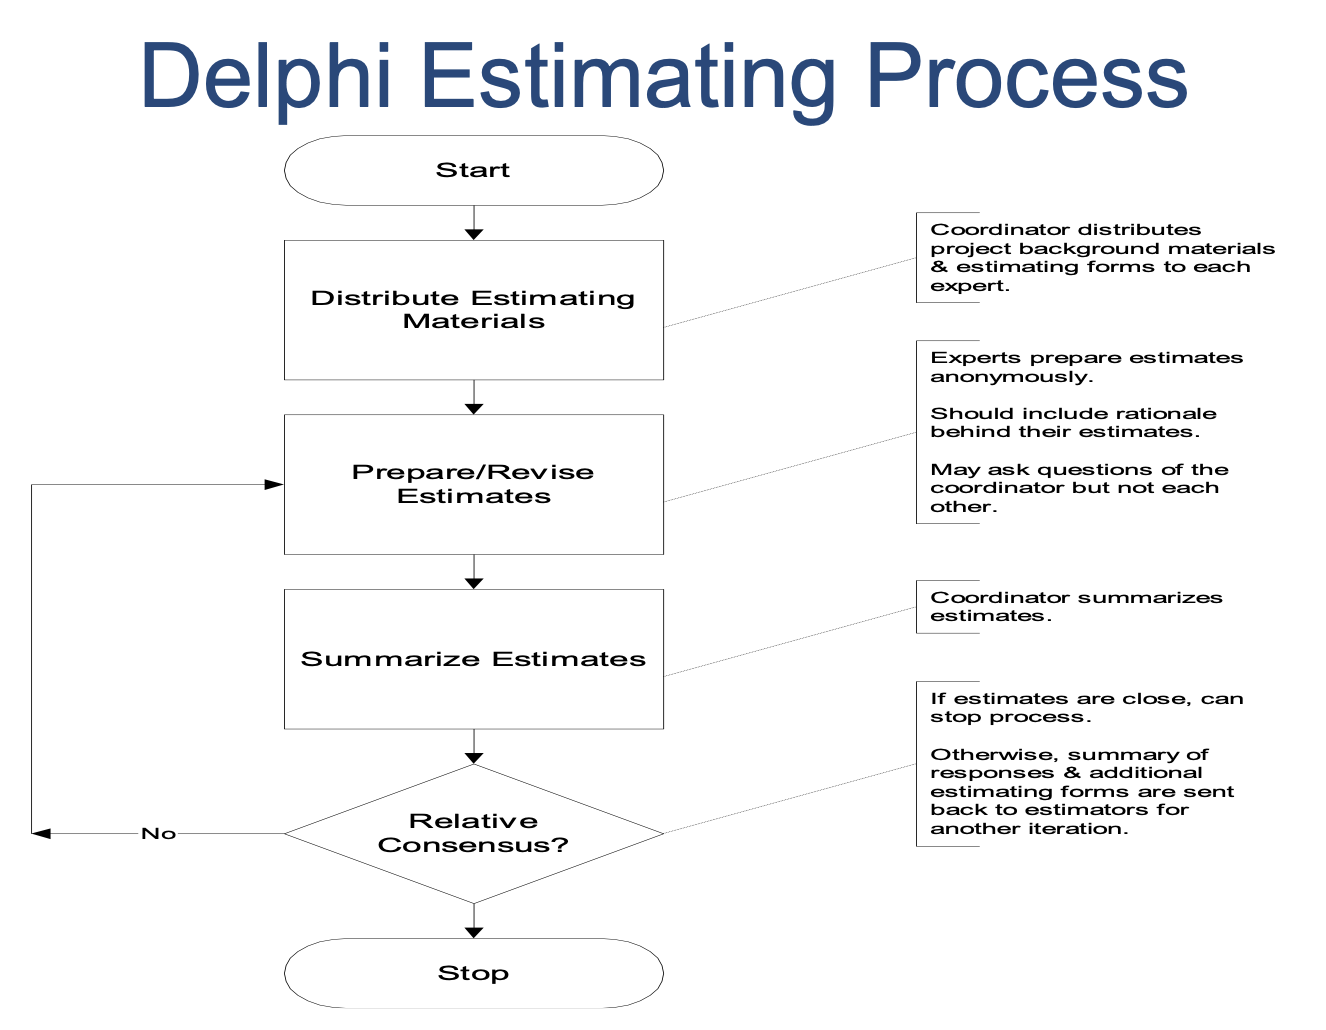 Delphi Estimating Process
Start
Coordinator distributes
project background materials
& estimating forms to each
expert.
Distribute Estimating
Materials
Experts prepare estimates
anonymously.
Should include rationale
behind their estimates.
May ask questions of the
coordinator but not each
other.
Prepare/Revise
Estimates
Coordinator summarizes
estimates.
Summarize Estimates
If estimates are close, can
stop process.
Otherwise, summary of
responses & additional
estimating forms are sent
back to estimators for
another iteration.
Relative
Consensus?
No
Stop